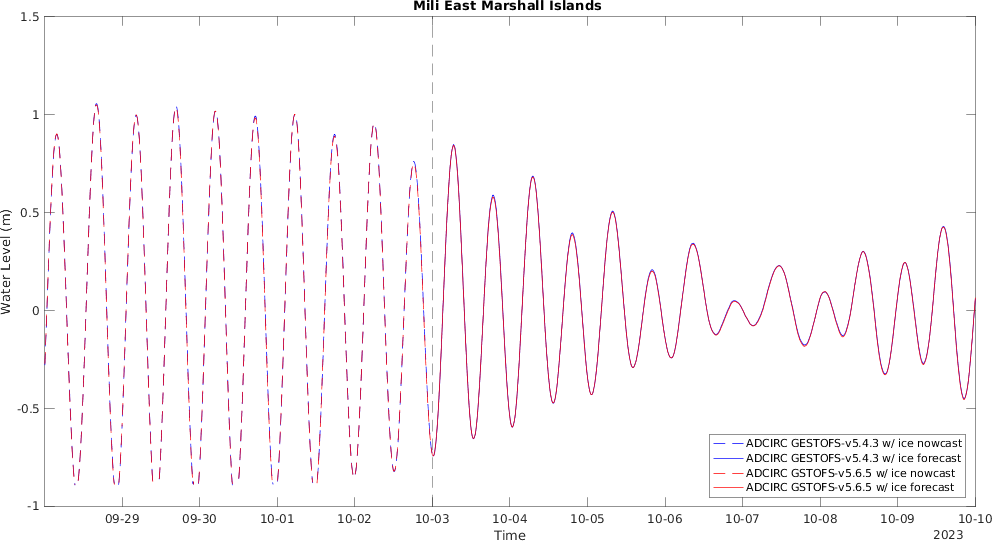 Mili East Marshall Islands
1.5
1
0.5
0
-0.5
-1
Water Level (m)
09-29 09-30 10-01 10-02 10-03 10-04 10-05 10-06 10-07 10-08 10-09 10-10
Time
2023
ADCIRC GESTOFS-v5.4.3 w/ ice nowcast
ADCIRC GESTOFS-v5.4.3 w/ ice forecast
ADCIRC GSTOFS-v5.6.5 w/ ice nowcast
ADCIRC GSTOFS-v5.6.5 w/ ice forecast